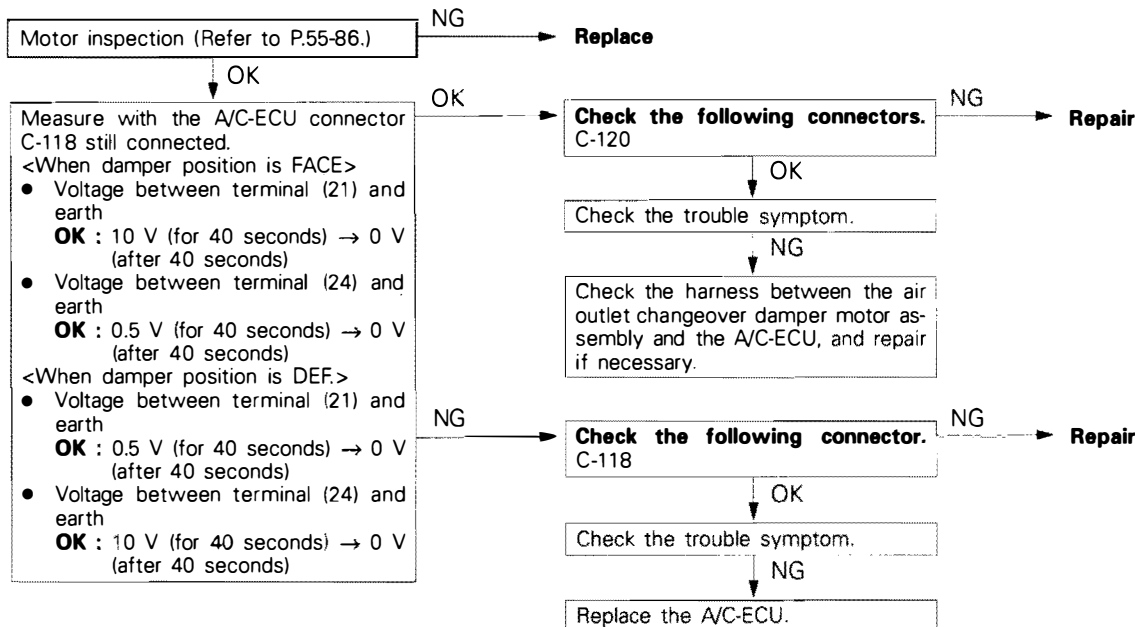 Motor inspection (Refer to P.55-86.)
NG
Replace
OK
Measure with the A/C-ECU connector
C-118 still connected.
<When damper position is FACE>
● Voltage between terminal (21) and
earth
OK : 10 V (for 40 seconds) → 0 V
(after 40 seconds)
● Voltage between terminal (24) and
earth
OK : 0.5 V (for 40 seconds) → 0 V
(after 40 seconds)
<When damper position is DEF.>
● Voltage between terminal (21) and
earth
OK : 0.5 V (for 40 seconds) → 0 V
(after 40 seconds)
● Voltage between terminal (24) and
earth
OK : 10 V (for 40 seconds) → 0 V
(after 40 seconds)
OK
Check the following connectors.
C-120
NG
Repair
OK
Check the trouble symptom.
NG
Check the harness between the air
outlet changeover damper motor as-
sembly and the A/C-ECU, and repair
if necessary.
NG
Check the following connector.
C-118
NG
Repair
OK
Check the trouble symptom.
NG
Replace the A/C-ECU.